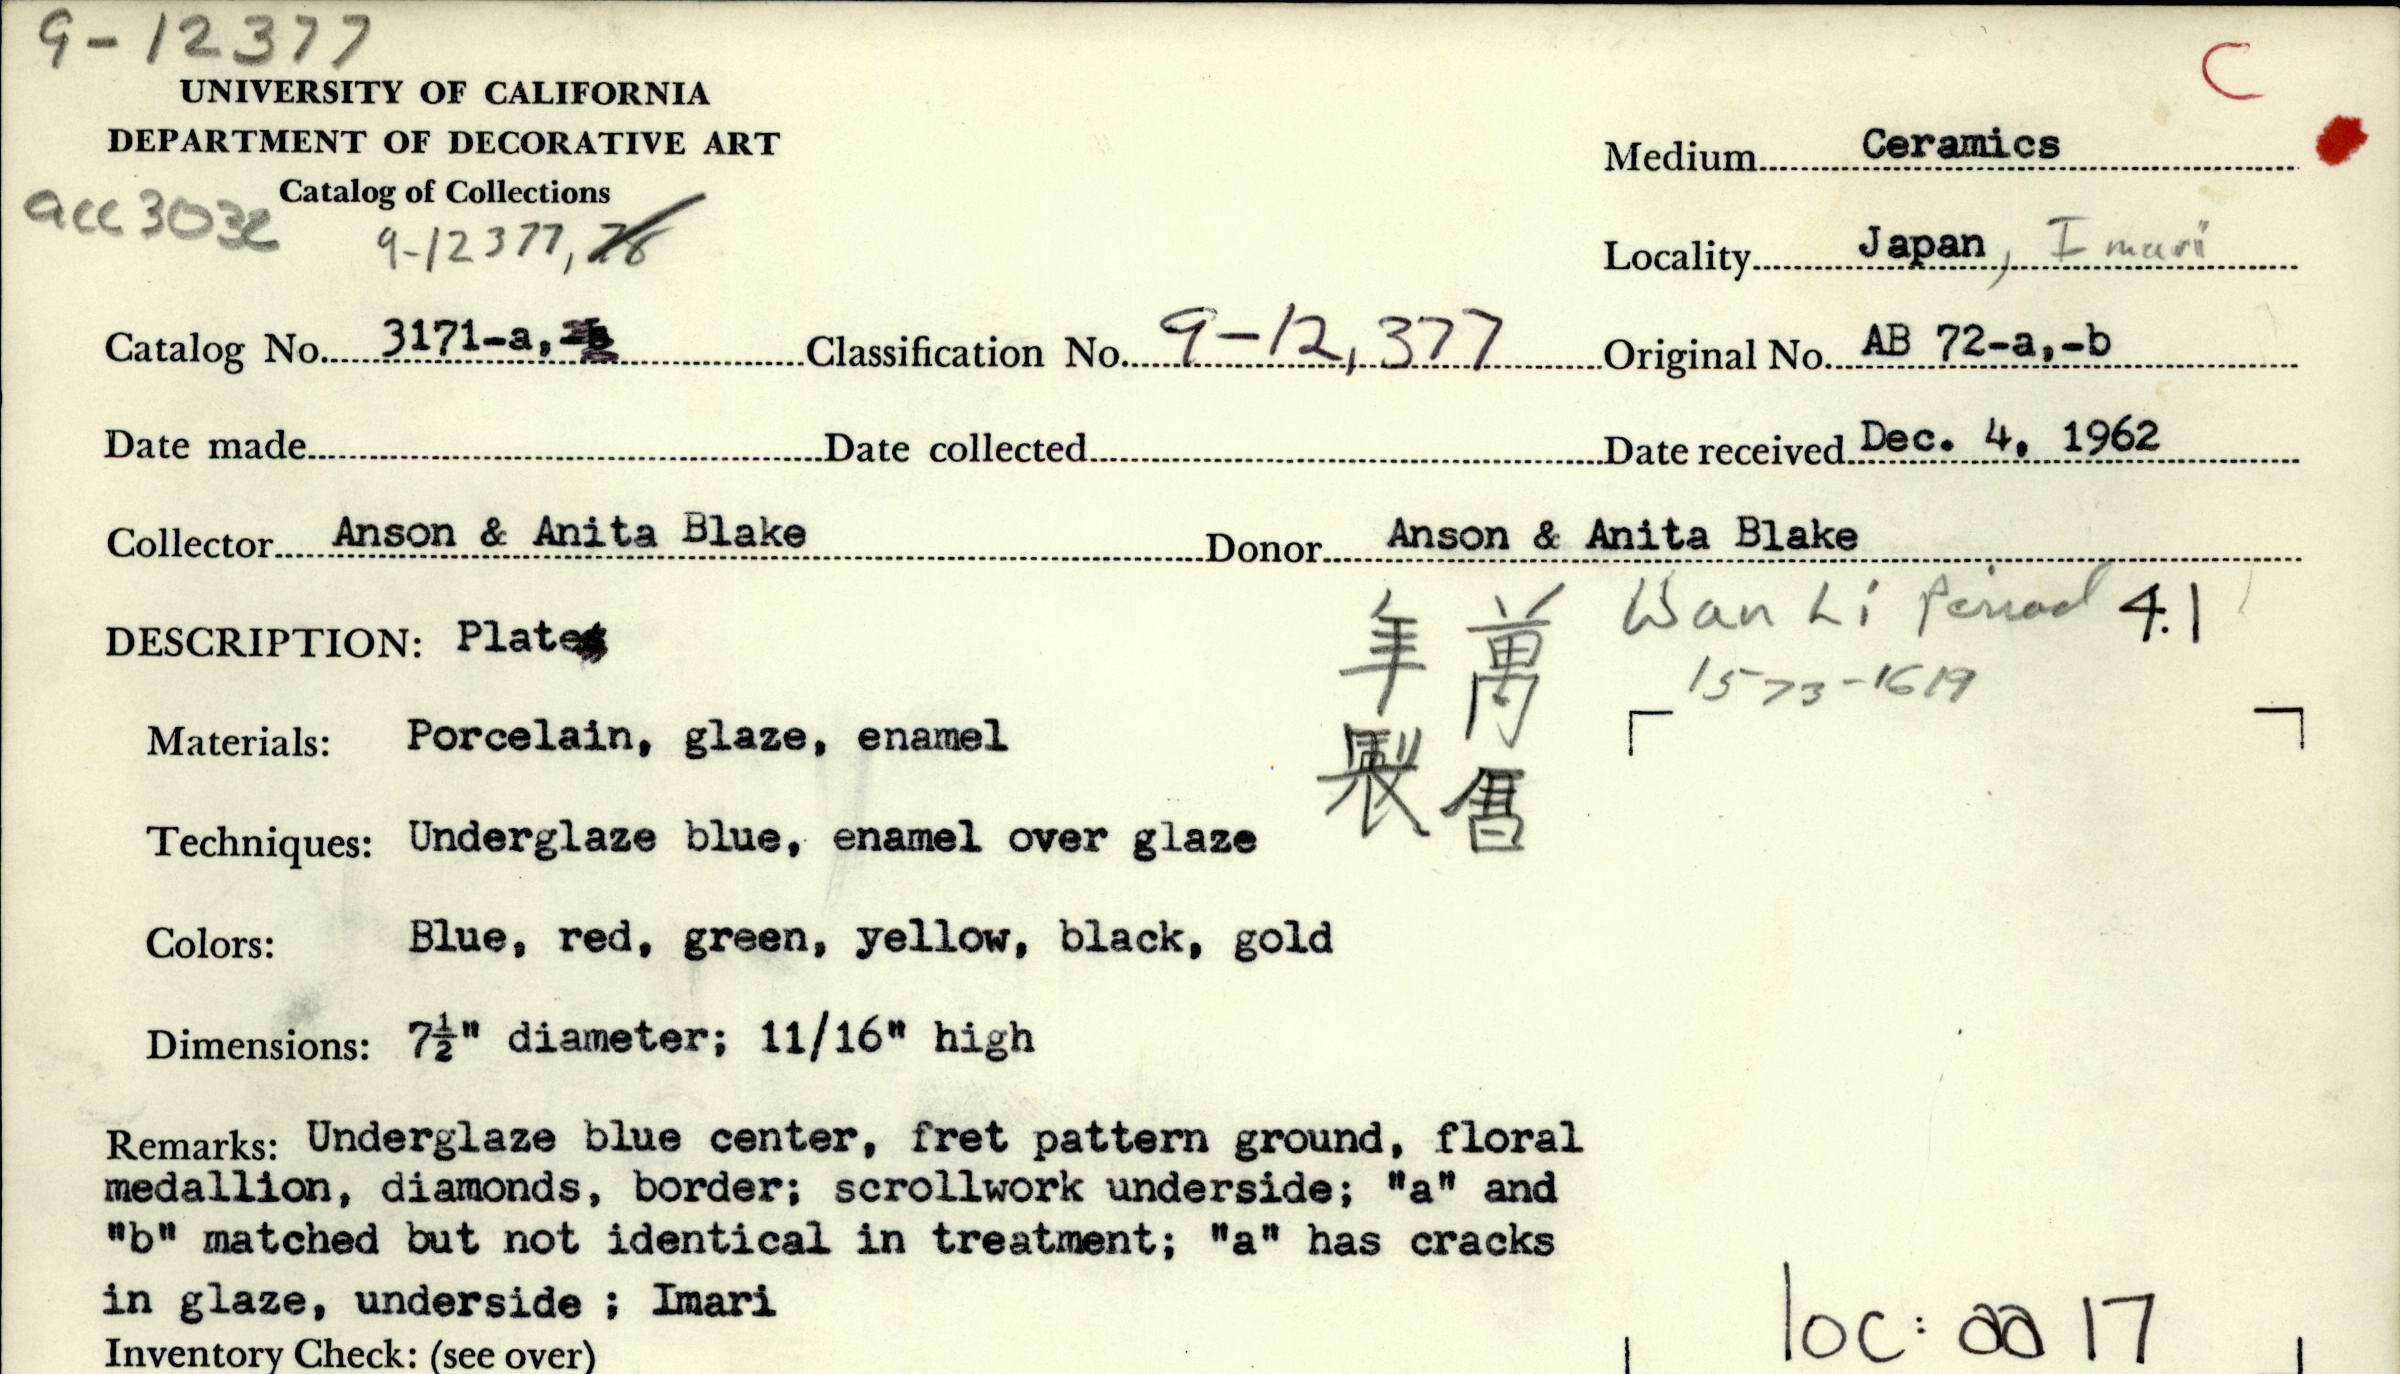 9-12377
C
UNIVERSITY OF CALIFORNIA
DEPARTMENT OF DECORATIVE ART
Catalog of Collections
acc 3032
9-12377, 78
Medium Ceramics
Locality Japan, Imari
Catalog No. 3171-a,-b Classification No. 9-12,377 Original No. AB 72-a,-b
Date made Date collected Date received Dec. 4, 1962
Collector Anson & Anita Blake Donor Anson & Anita Blake
Wan Li Period 4.1
1573-1619
萬
年製
DESCRIPTION: Plates
Materials: Porcelain, glaze, enamel
Techniques: Underglaze blue, enamel over glaze
Colors: Blue, red, green, yellow, black, gold
Dimensions: 7½" diameter; 11/16" high
Remarks: Underglaze blue center, fret pattern ground, floral
medallion, diamonds, border; scrollwork underside; "a" and
"b" matched but not identical in treatment; "a" has cracks
in glaze, underside ; Imari
Inventory Check: (see over)
loc: aa 17